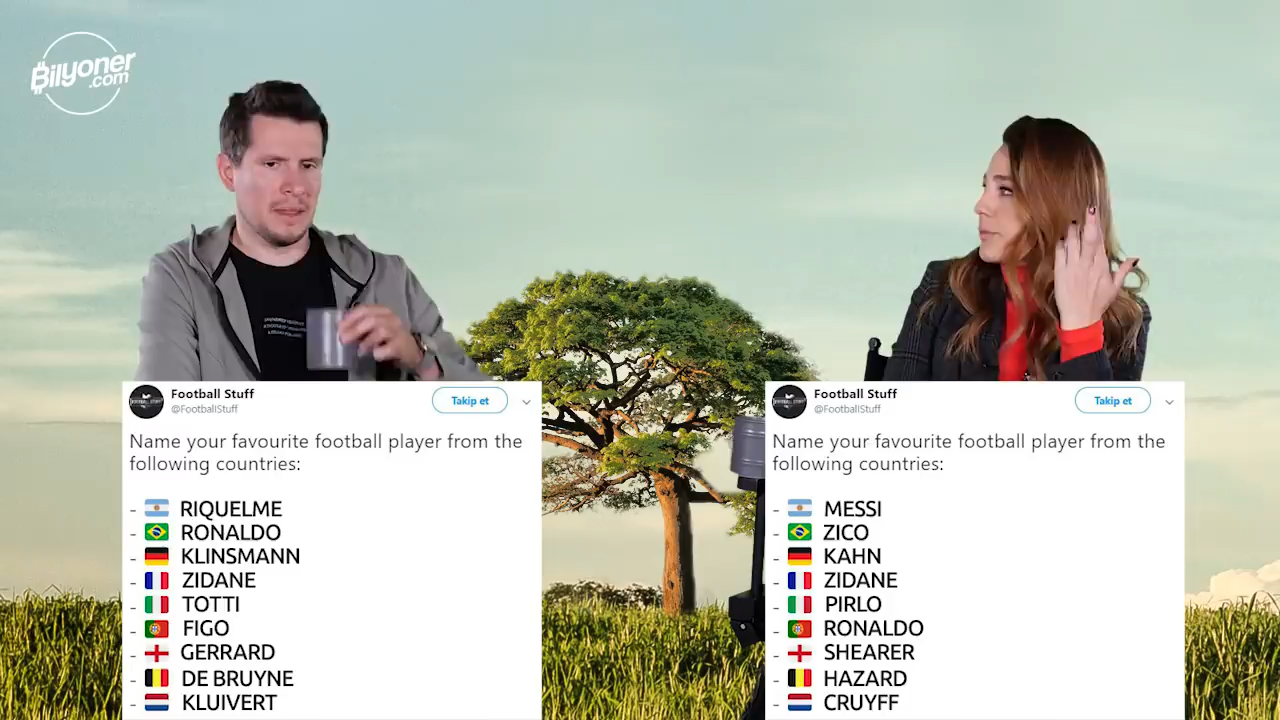 Bilyoner
.com
Football Stuff
@FootballStuff
Takip et
Name your favourite football player from the
following countries:
- RIQUELME
- RONALDO
- KLINSMANN
- ZIDANE
- TOTTI
- FIGO
- GERRARD
- DE BRUYNE
- KLUIVERT
Football Stuff
@FootballStuff
Takip et
Name your favourite football player from the
following countries:
- MESSI
- ZICO
- KAHN
- ZIDANE
- PIRLO
- RONALDO
- SHEARER
- HAZARD
- CRUYFF